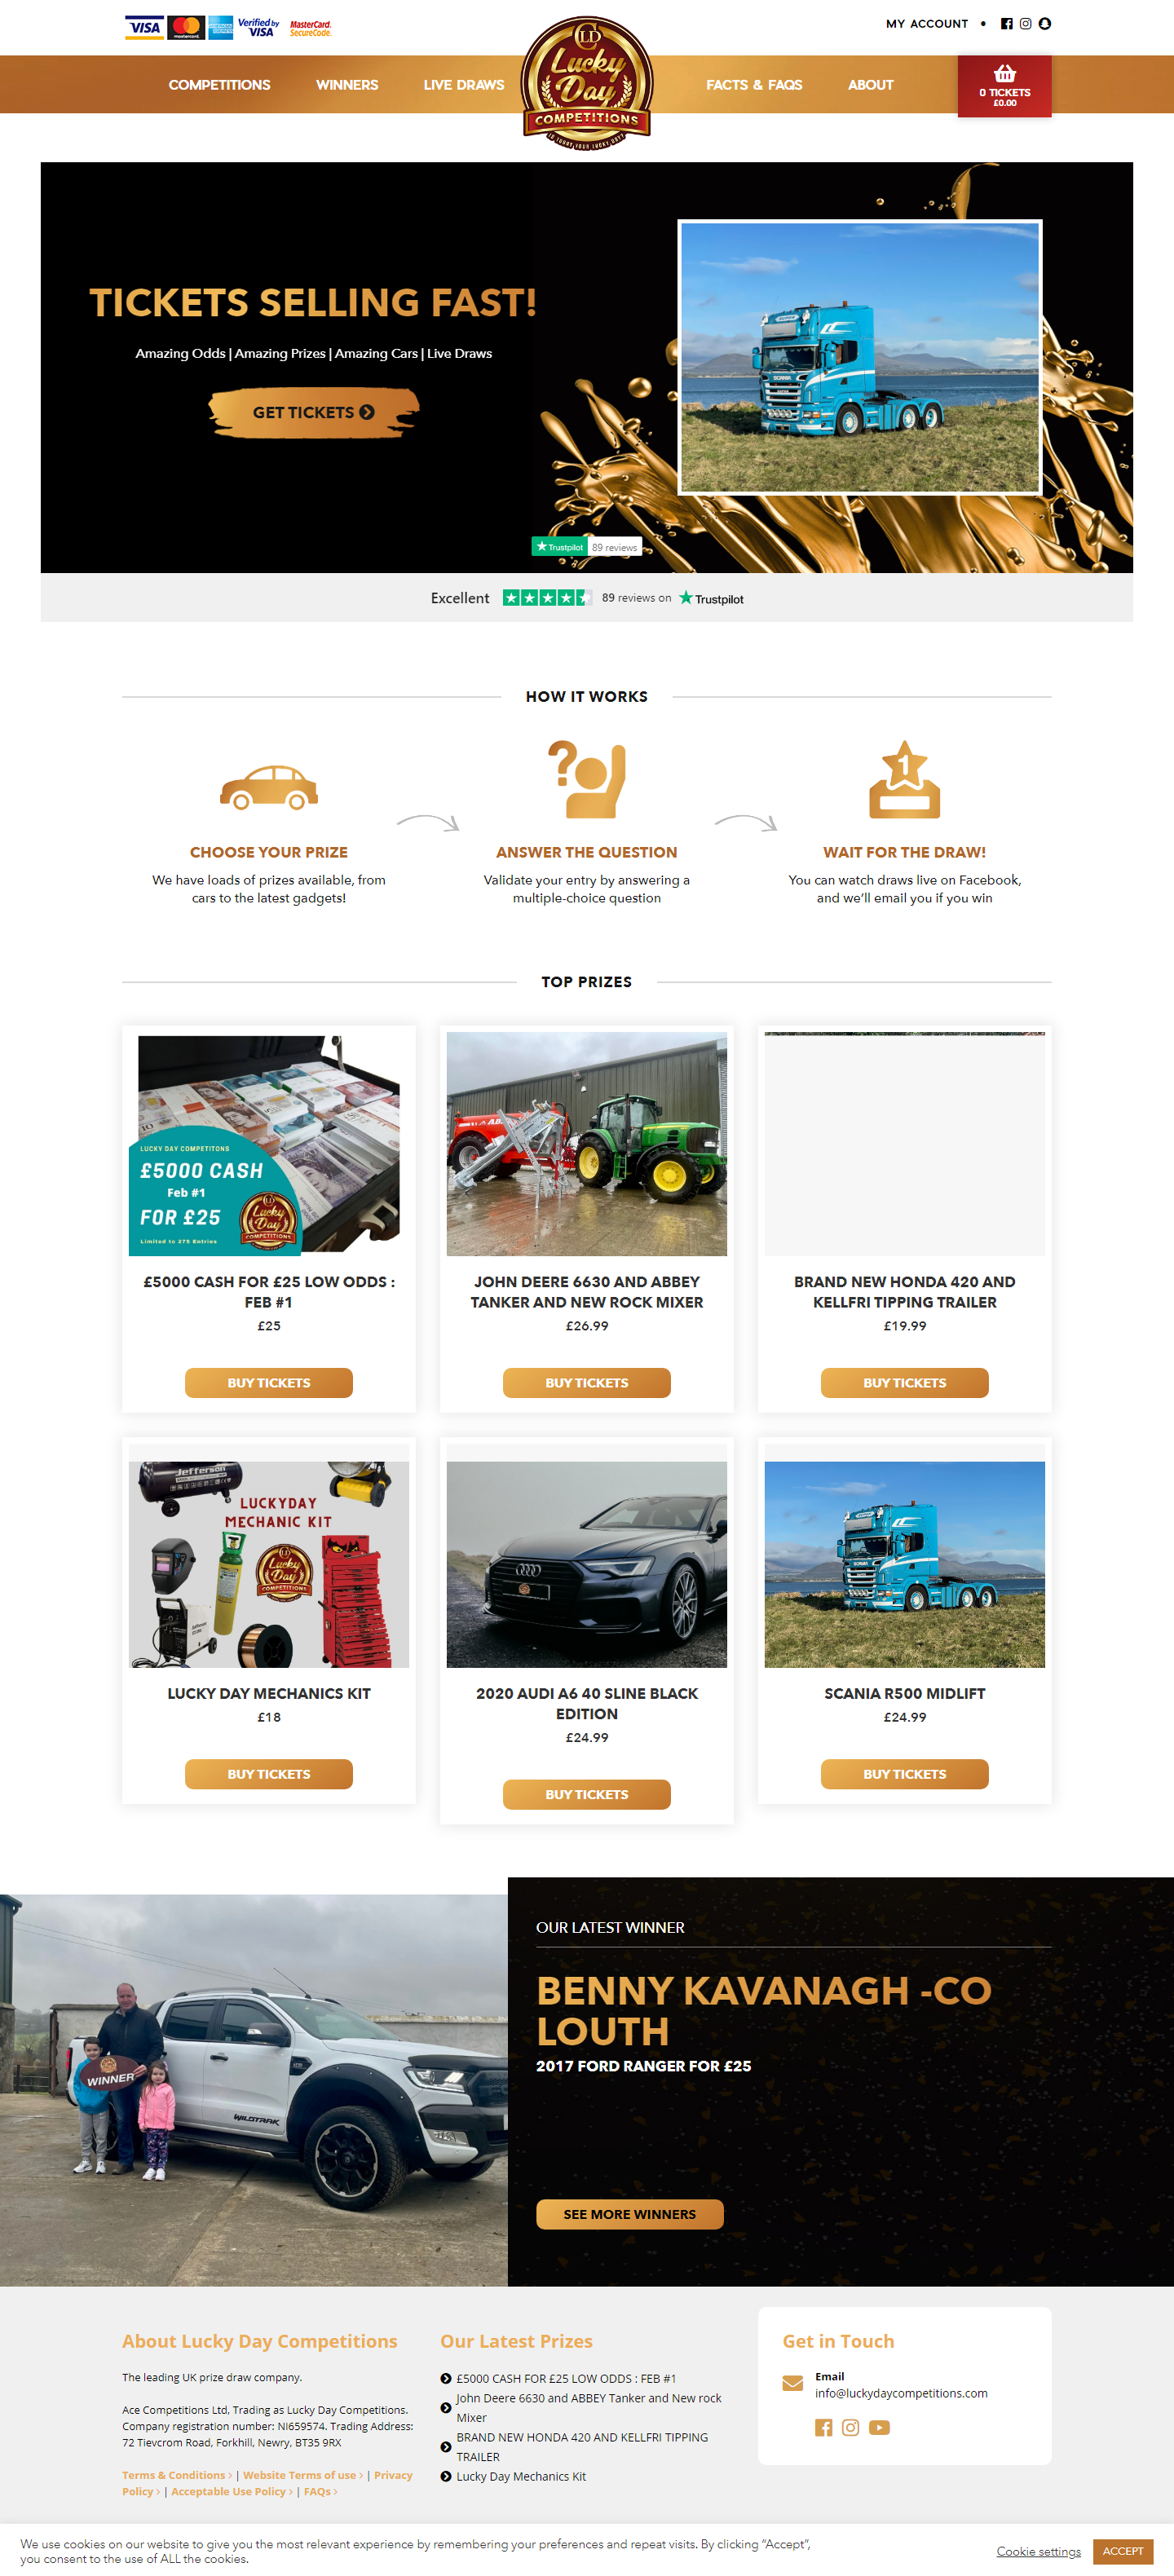 VISA
mastercard
AMERICAN EXPRESS
Verified by VISA
MasterCard. SecureCode.
MY ACCOUNT •
COMPETITIONS
WINNERS
LIVE DRAWS
LD
Lucky
Day
COMPETITIONS
FACTS & FAQS
ABOUT
0 TICKETS
£0.00
TICKETS SELLING FAST!
Amazing Odds | Amazing Prizes | Amazing Cars | Live Draws
GET TICKETS
SCANIA
Trustpilot 89 reviews
Excellent 89 reviews on Trustpilot
HOW IT WORKS
?
1
CHOOSE YOUR PRIZE
We have loads of prizes available, from
cars to the latest gadgets!
ANSWER THE QUESTION
Validate your entry by answering a
multiple-choice question
WAIT FOR THE DRAW!
You can watch draws live on Facebook,
and we'll email you if you win
TOP PRIZES
LUCKY DAY COMPETITONS
£5000 CASH
Feb #1
FOR £25
Limited to 275 Entries
LD
Lucky
Day
COMPETITIONS
£5000 CASH FOR £25 LOW ODDS :
FEB #1
£25
BUY TICKETS
JOHN DEERE 6630 AND ABBEY
TANKER AND NEW ROCK MIXER
£26.99
BUY TICKETS
BRAND NEW HONDA 420 AND
KELLFRI TIPPING TRAILER
£19.99
BUY TICKETS
Jefferson
LUCKYDAY
MECHANIC KIT
Lucky
Day
COMPETITIONS
LUCKY DAY MECHANICS KIT
£18
BUY TICKETS
2020 AUDI A6 40 SLINE BLACK
EDITION
£24.99
BUY TICKETS
SCANIA
SCANIA R500 MIDLIFT
£24.99
BUY TICKETS
WINNER
WILDTRAK
OUR LATEST WINNER
BENNY KAVANAGH -CO
LOUTH
2017 FORD RANGER FOR £25
SEE MORE WINNERS
About Lucky Day Competitions
The leading UK prize draw company.
Ace Competitions Ltd, Trading as Lucky Day Competitions.
Company registration number: NI659574. Trading Address:
72 Tievcrom Road, Forkhill, Newry, BT35 9RX
Terms & Conditions > | Website Terms of use > | Privacy
Policy > | Acceptable Use Policy > | FAQs >
Our Latest Prizes
£5000 CASH FOR £25 LOW ODDS : FEB #1
John Deere 6630 and ABBEY Tanker and New rock
Mixer
BRAND NEW HONDA 420 AND KELLFRI TIPPING
TRAILER
Lucky Day Mechanics Kit
Get in Touch
Email
info@luckydaycompetitions.com
We use cookies on our website to give you the most relevant experience by remembering your preferences and repeat visits. By clicking "Accept",
you consent to the use of ALL the cookies.
Cookie settings
ACCEPT